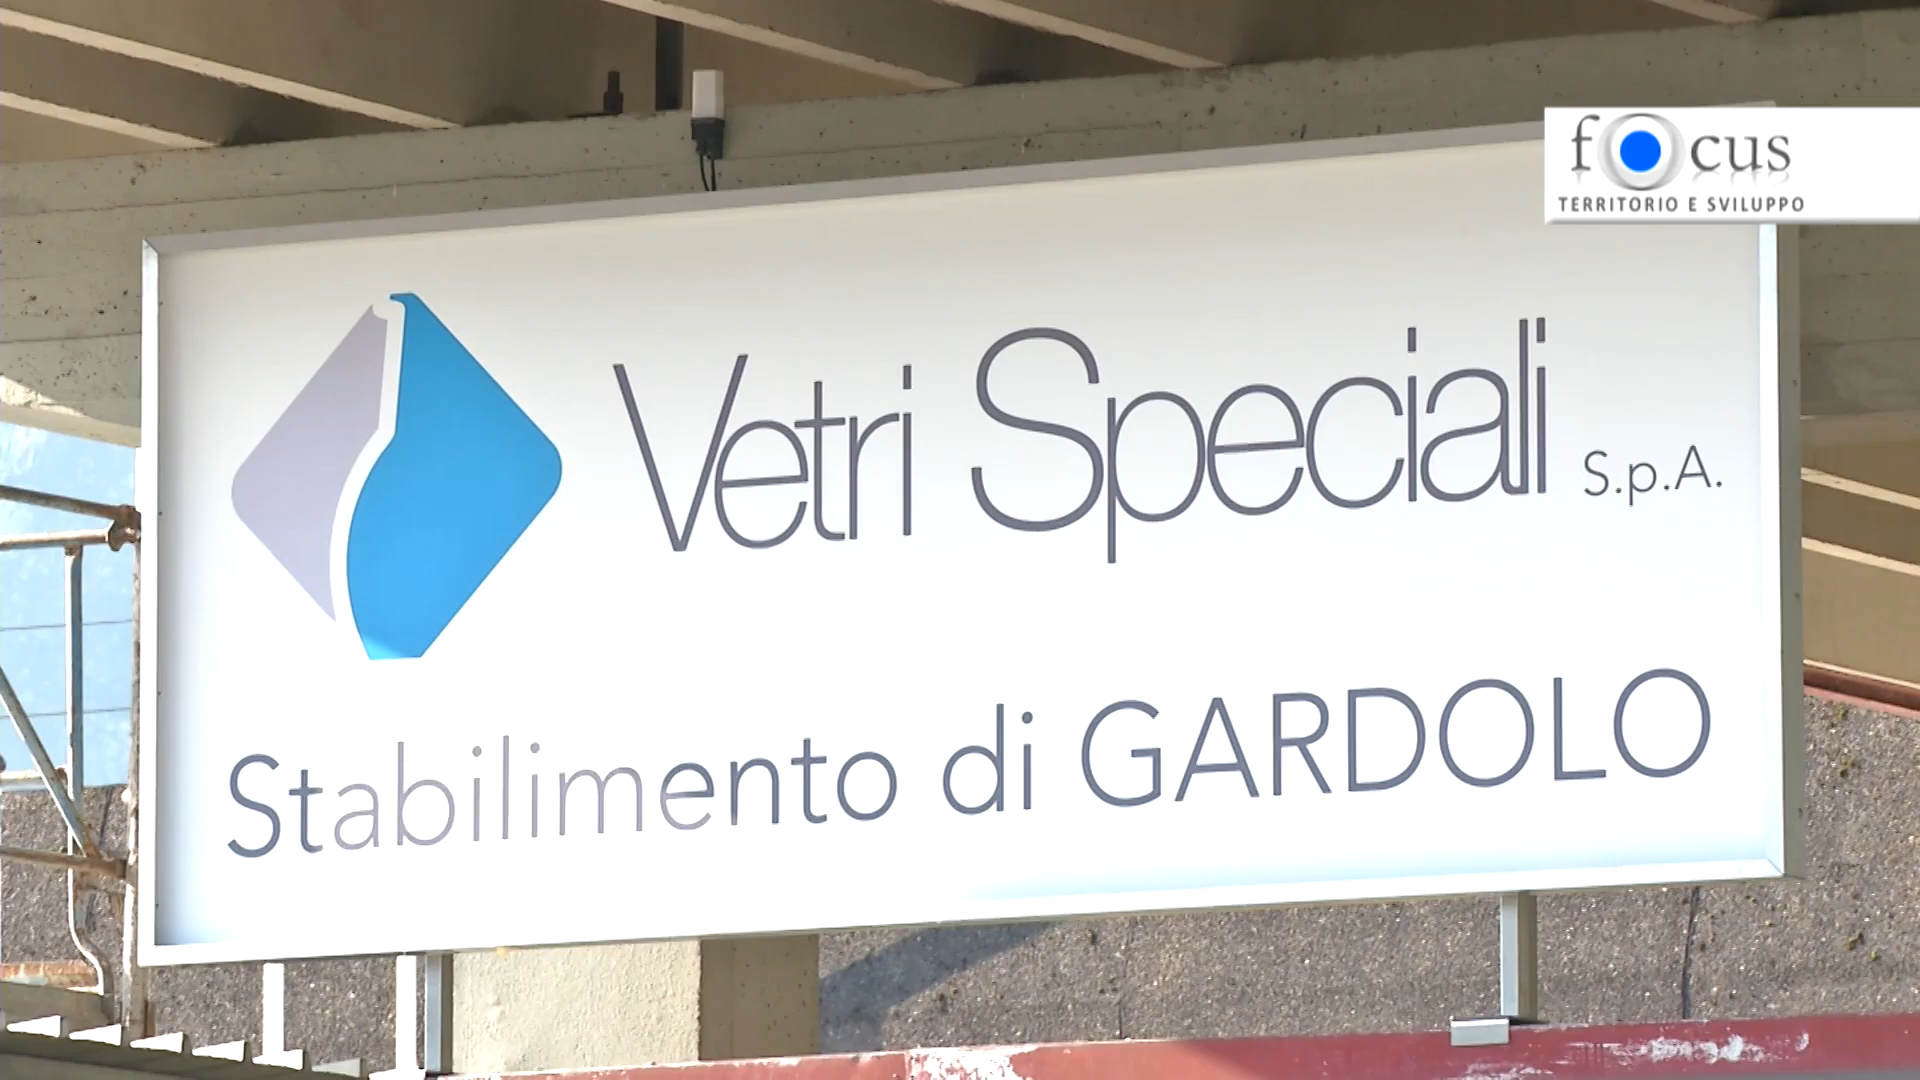 focus
TERRITORIO E SVILUPPO
Vetri Speciali S.p.A.
Stabilimento di GARDOLO